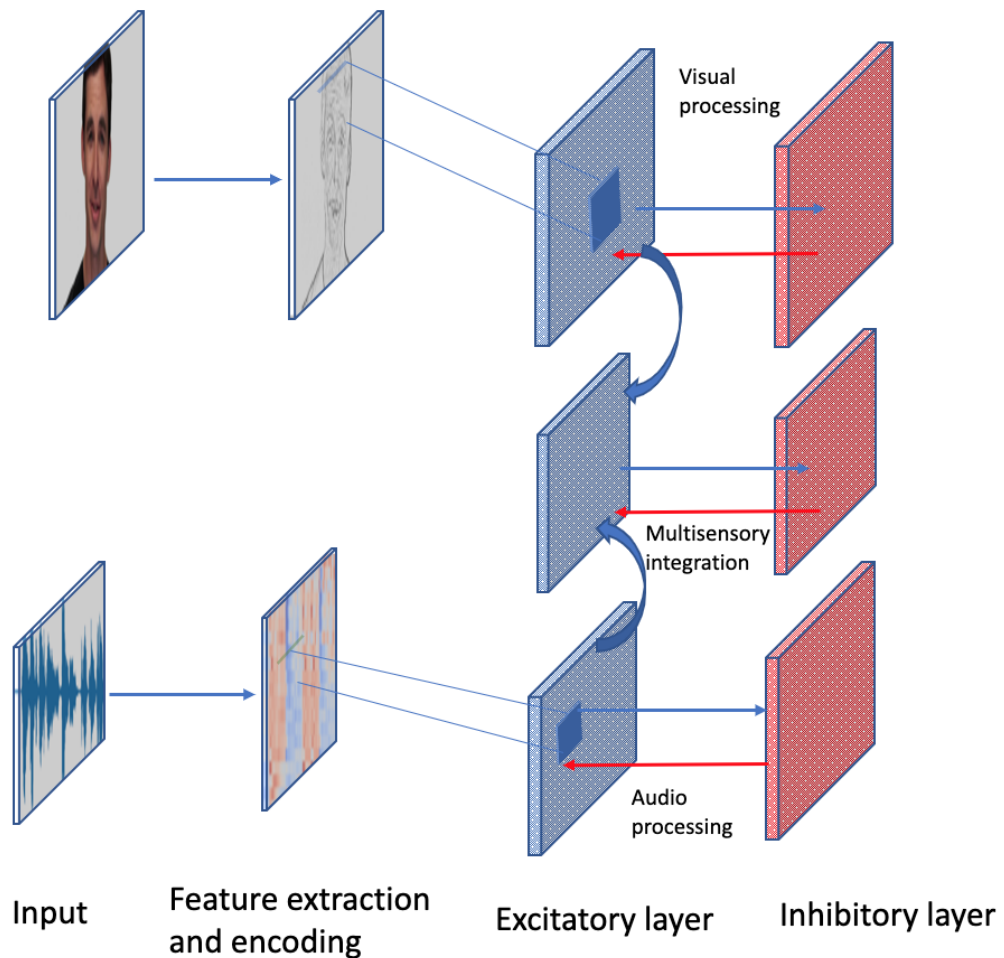 Visual
processing
Multisensory
integration
Audio
processing
Input
Feature extraction
and encoding
Excitatory layer
Inhibitory layer